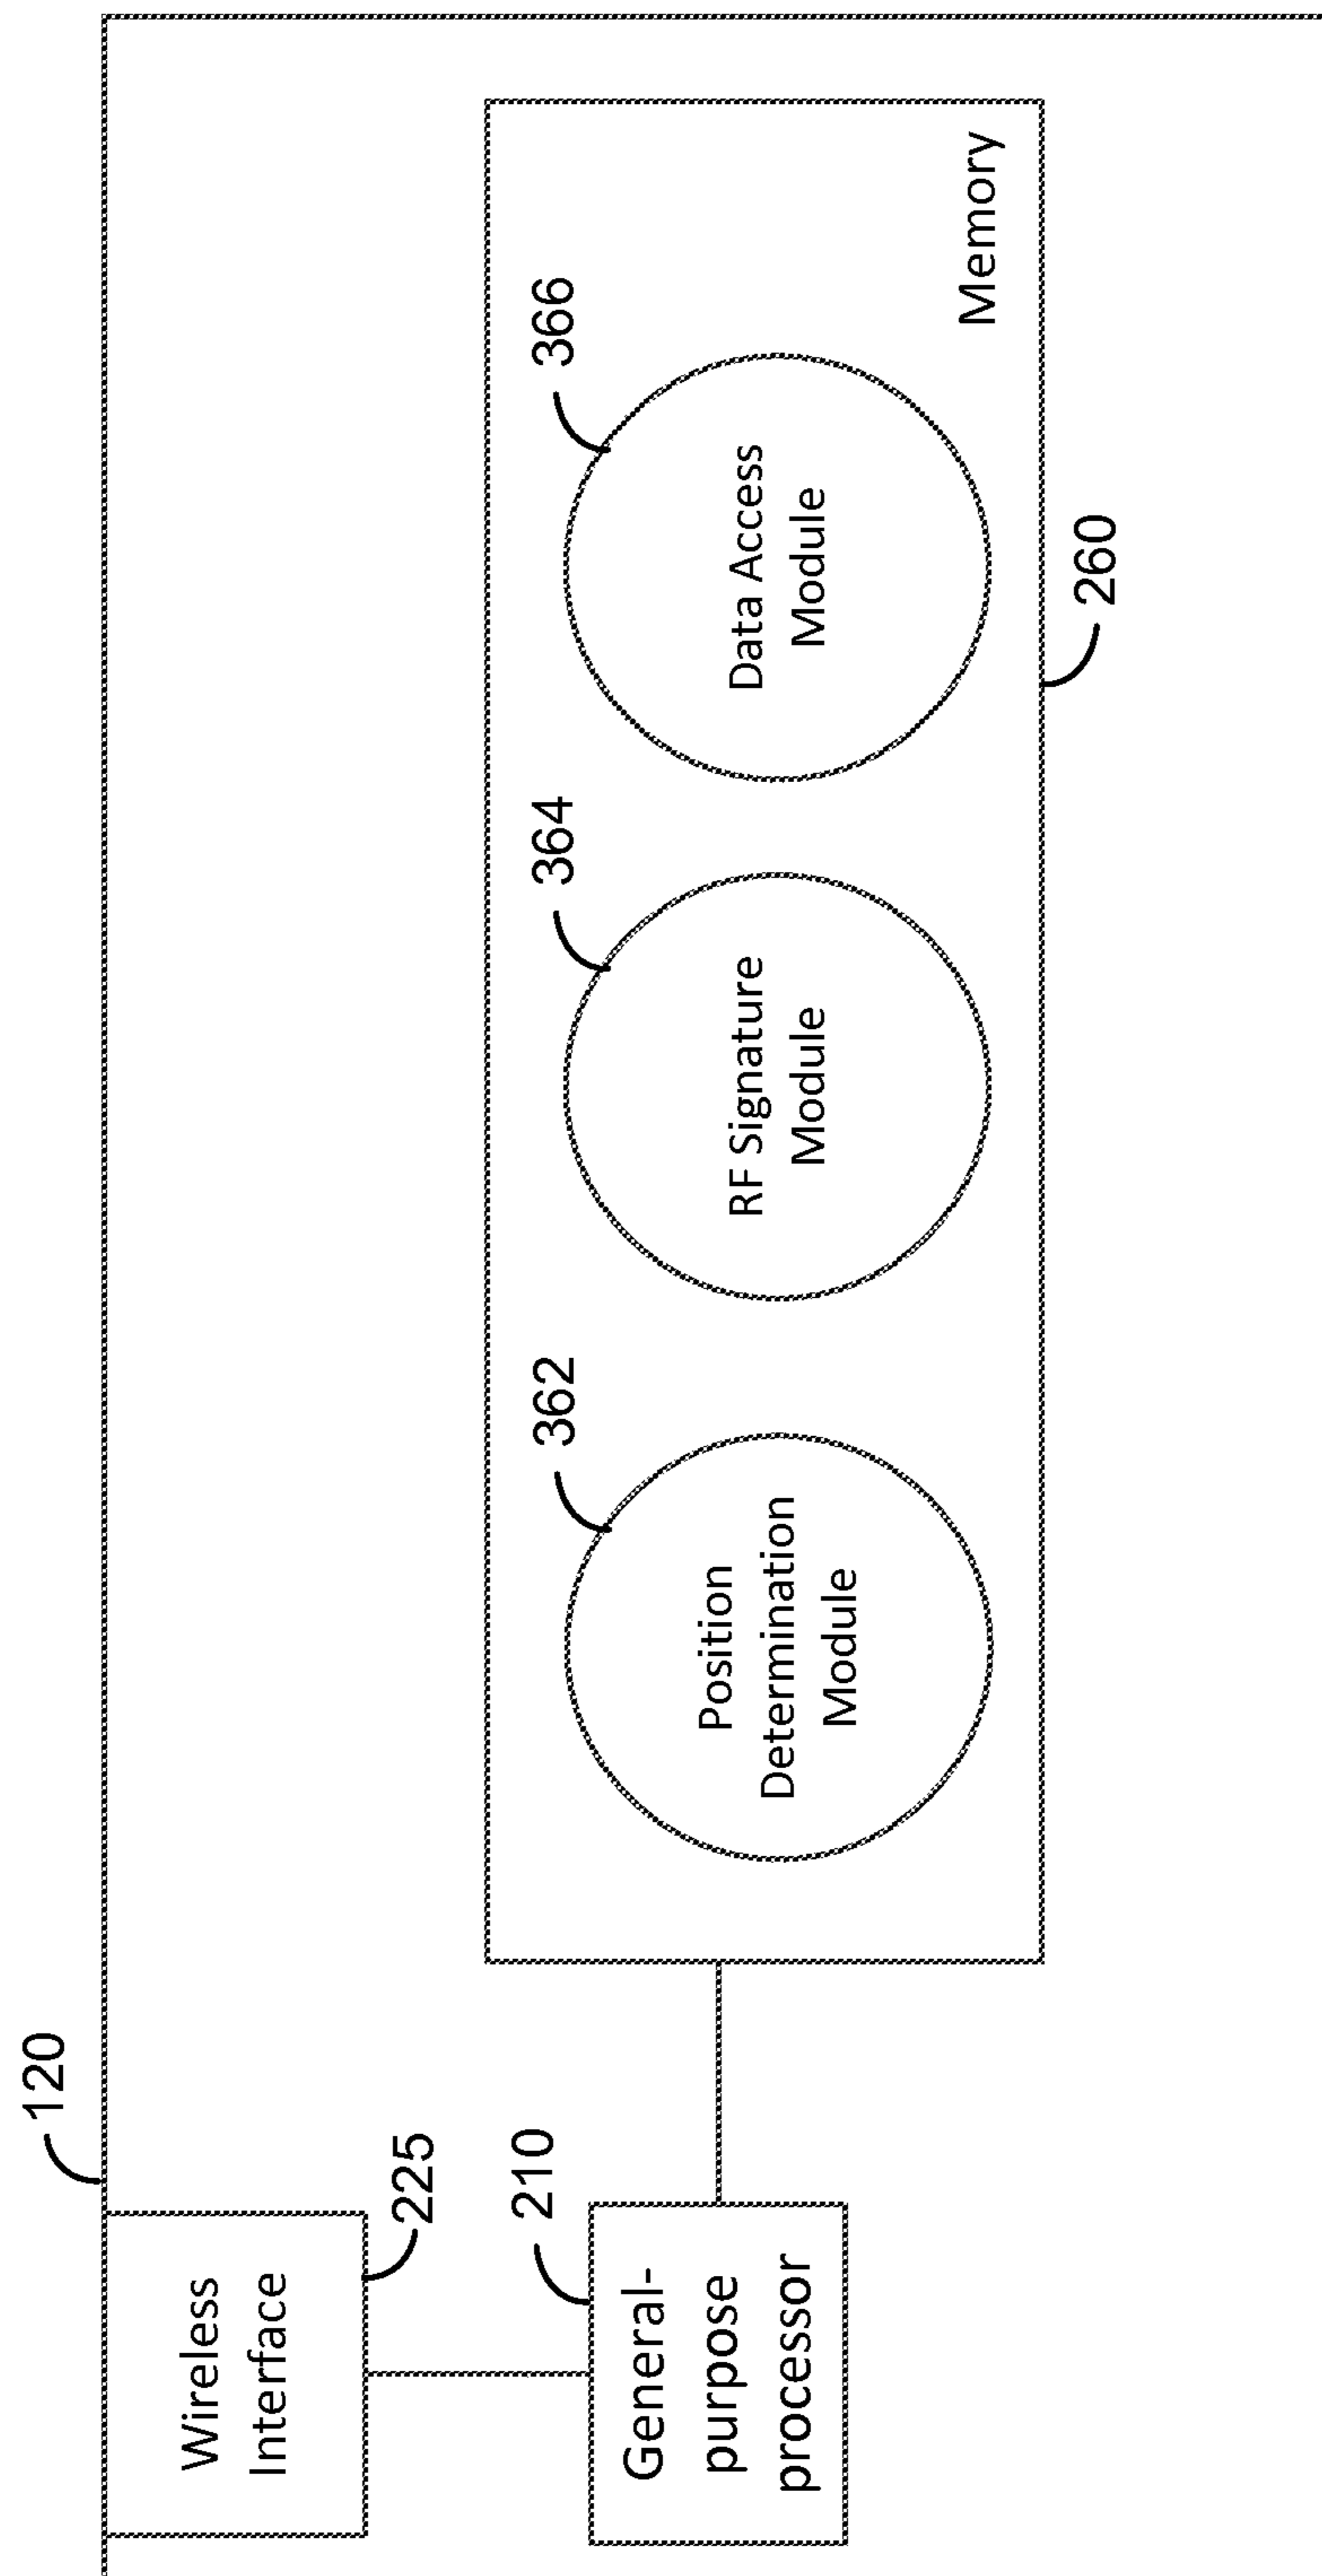 120
Wireless
Interface
225
210
General-
purpose
processor
362
364
366
Position
Determination
Module
RF Signature
Module
Data Access
Module
Memory
260